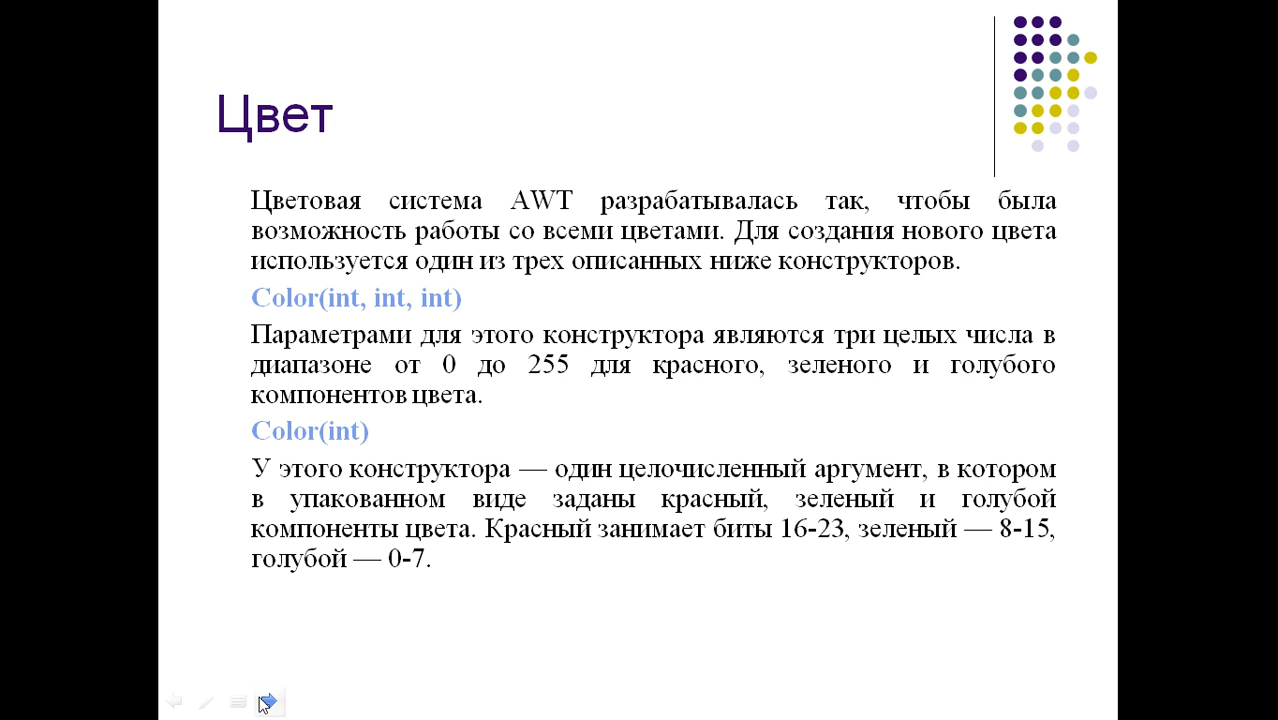 Цвет
Цветовая система AWT разрабатывалась так, чтобы была
возможность работы со всеми цветами. Для создания нового цвета
используется один из трех описанных ниже конструкторов.
Color(int, int, int)
Параметрами для этого конструктора являются три целых числа в
диапазоне от 0 до 255 для красного, зеленого и голубого
компонентов цвета.
Color(int)
У этого конструктора — один целочисленный аргумент, в котором
в упакованном виде заданы красный, зеленый и голубой
компоненты цвета. Красный занимает биты 16-23, зеленый — 8-15,
голубой — 0-7.